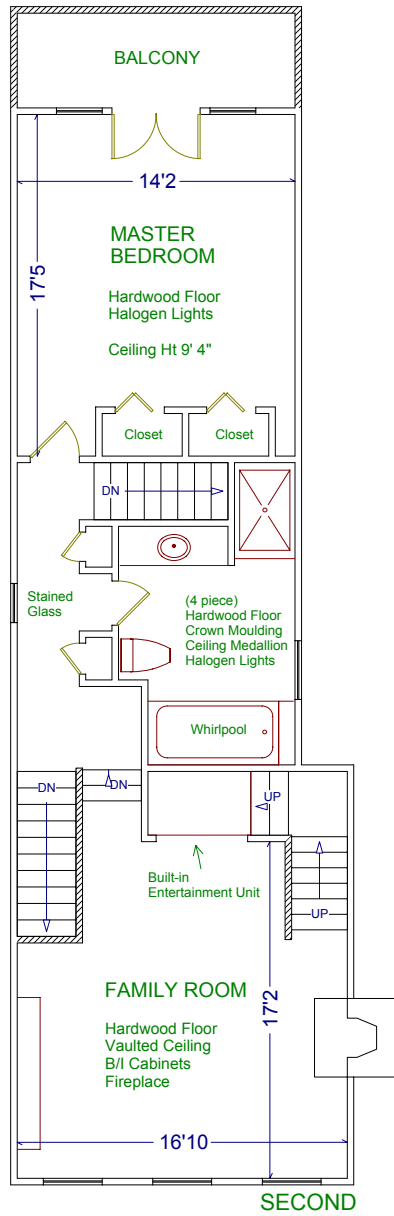 BALCONY
14'2
17'5
MASTER
BEDROOM
Hardwood Floor
Halogen Lights
Ceiling Ht 9' 4"
Closet
Closet
DN
Stained
Glass
(4 piece)
Hardwood Floor
Crown Moulding
Ceiling Medallion
Halogen Lights
Whirlpool
DN
DN
UP
Built-in
Entertainment Unit
UP
FAMILY ROOM
17'2
Hardwood Floor
Vaulted Ceiling
B/I Cabinets
Fireplace
16'10
SECOND